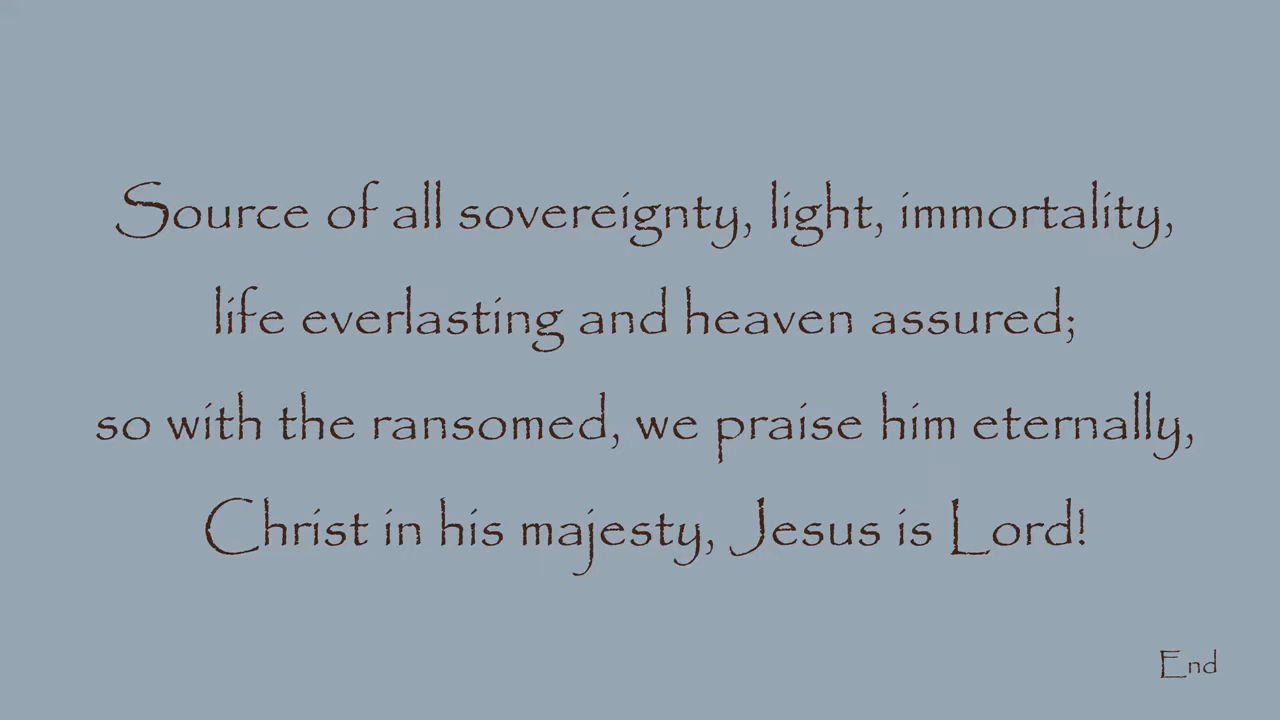 Source of all sovereignty, light, immortality,
life everlasting and heaven assured;
so with the ransomed, we praise him eternally,
Christ in his majesty, Jesus is Lord!
End